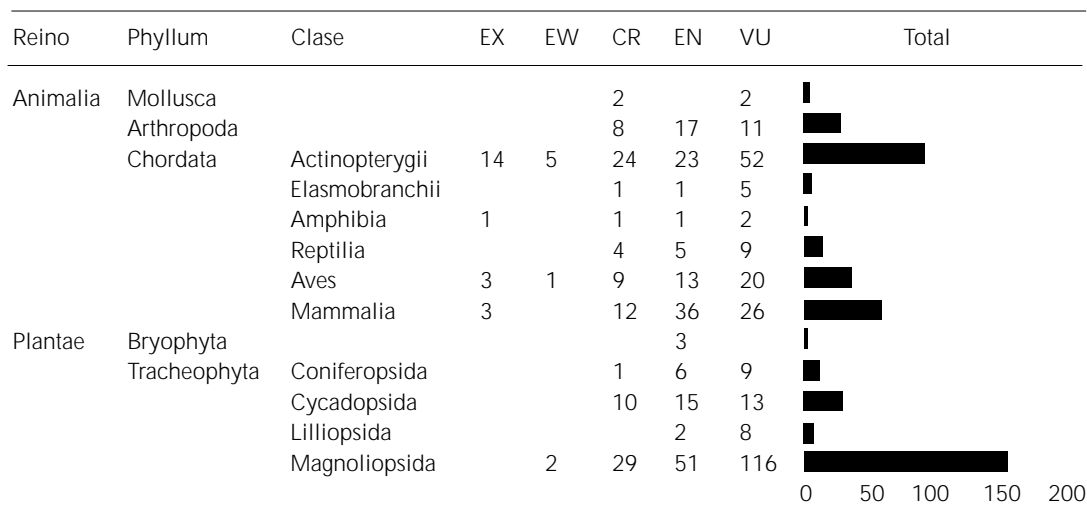 Reino Phyllum Clase EX EW CR EN VU Total
Animalia Mollusca 2 2
Arthropoda 8 17 11
Chordata Actinopterygii 14 5 24 23 52
Elasmobranchii 1 1 5
Amphibia 1 1 1 2
Reptilia 4 5 9
Aves 3 1 9 13 20
Mammalia 3 12 36 26
Plantae Bryophyta 3
Tracheophyta Coniferopsida 1 6 9
Cycadopsida 10 15 13
Lilliopsida 2 8
Magnoliopsida 2 29 51 116
0 50 100 150 200